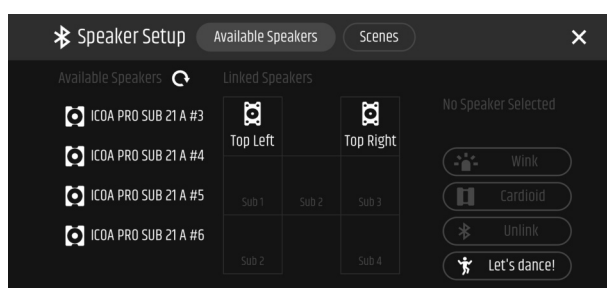 Speaker Setup Available Speakers Scenes
Available Speakers Linked Speakers
No Speaker Selected
ICOA PRO SUB 21 A #3
Top Left Top Right
ICOA PRO SUB 21 A #4
Wink
ICOA PRO SUB 21 A #5
Sub 1 Sub 2 Sub 3
Cardioid
ICOA PRO SUB 21 A #6
Unlink
Sub 2 Sub 4
Let's dance!